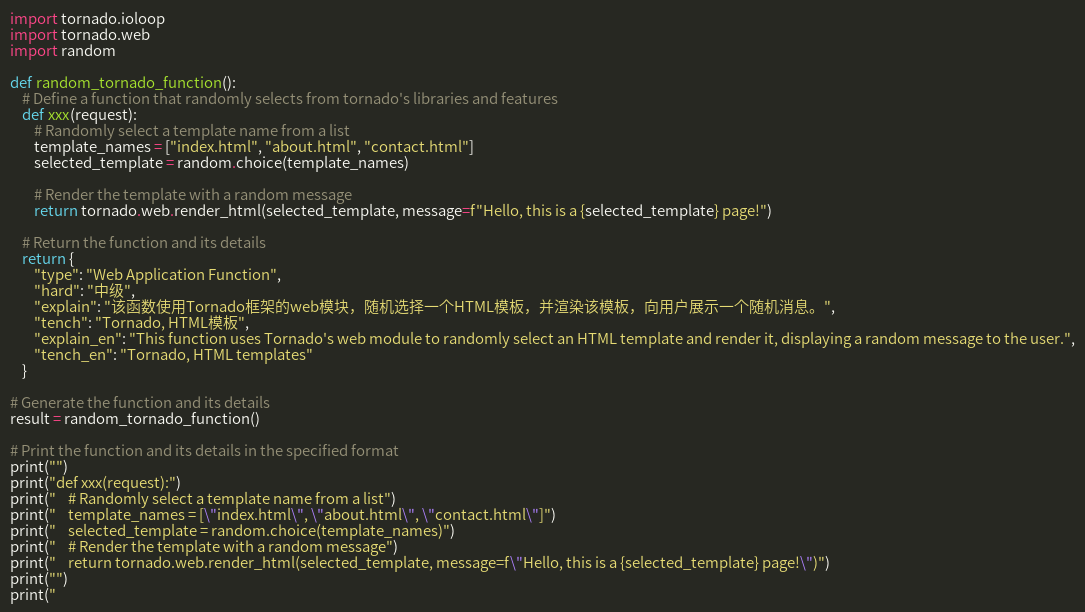 import tornado.ioloop
import tornado.web
import random

def random_tornado_function():
    # Define a function that randomly selects from tornado's libraries and features
    def xxx(request):
        # Randomly select a template name from a list
        template_names = ["index.html", "about.html", "contact.html"]
        selected_template = random.choice(template_names)

        # Render the template with a random message
        return tornado.web.render_html(selected_template, message=f"Hello, this is a {selected_template} page!")

    # Return the function and its details
    return {
        "type": "Web Application Function",
        "hard": "中级",
        "explain": "该函数使用Tornado框架的web模块，随机选择一个HTML模板，并渲染该模板，向用户展示一个随机消息。",
        "tench": "Tornado, HTML模板",
        "explain_en": "This function uses Tornado's web module to randomly select an HTML template and render it, displaying a random message to the user.",
        "tench_en": "Tornado, HTML templates"
    }

# Generate the function and its details
result = random_tornado_function()

# Print the function and its details in the specified format
print("")
print("def xxx(request):")
print("    # Randomly select a template name from a list")
print("    template_names = [\"index.html\", \"about.html\", \"contact.html\"]")
print("    selected_template = random.choice(template_names)")
print("    # Render the template with a random message")
print("    return tornado.web.render_html(selected_template, message=f\"Hello, this is a {selected_template} page!\")")
print("")
print("